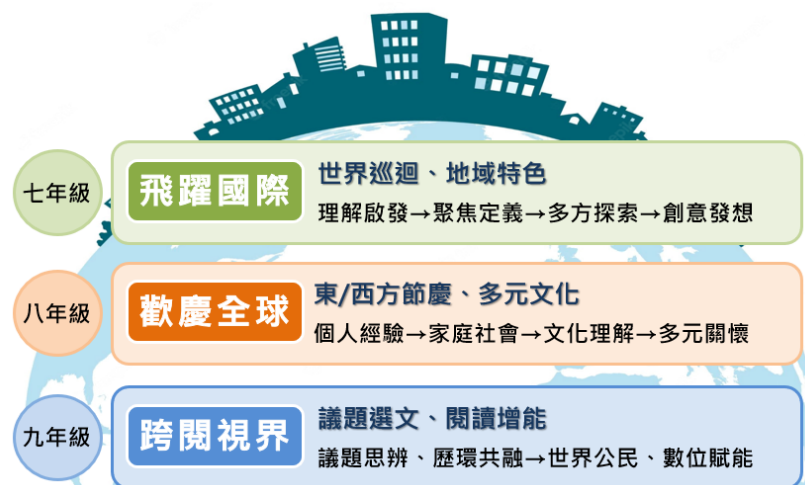 七年級
飛躍國際
世界巡迴、地域特色
理解啟發→聚焦定義→多方探索→創意發想
八年級
歡慶全球
東/西方節慶、多元文化
個人經驗→家庭社會→文化理解→多元關懷
九年級
跨閱視界
議題選文、閱讀增能
議題思辨、歷環共融→世界公民、數位賦能